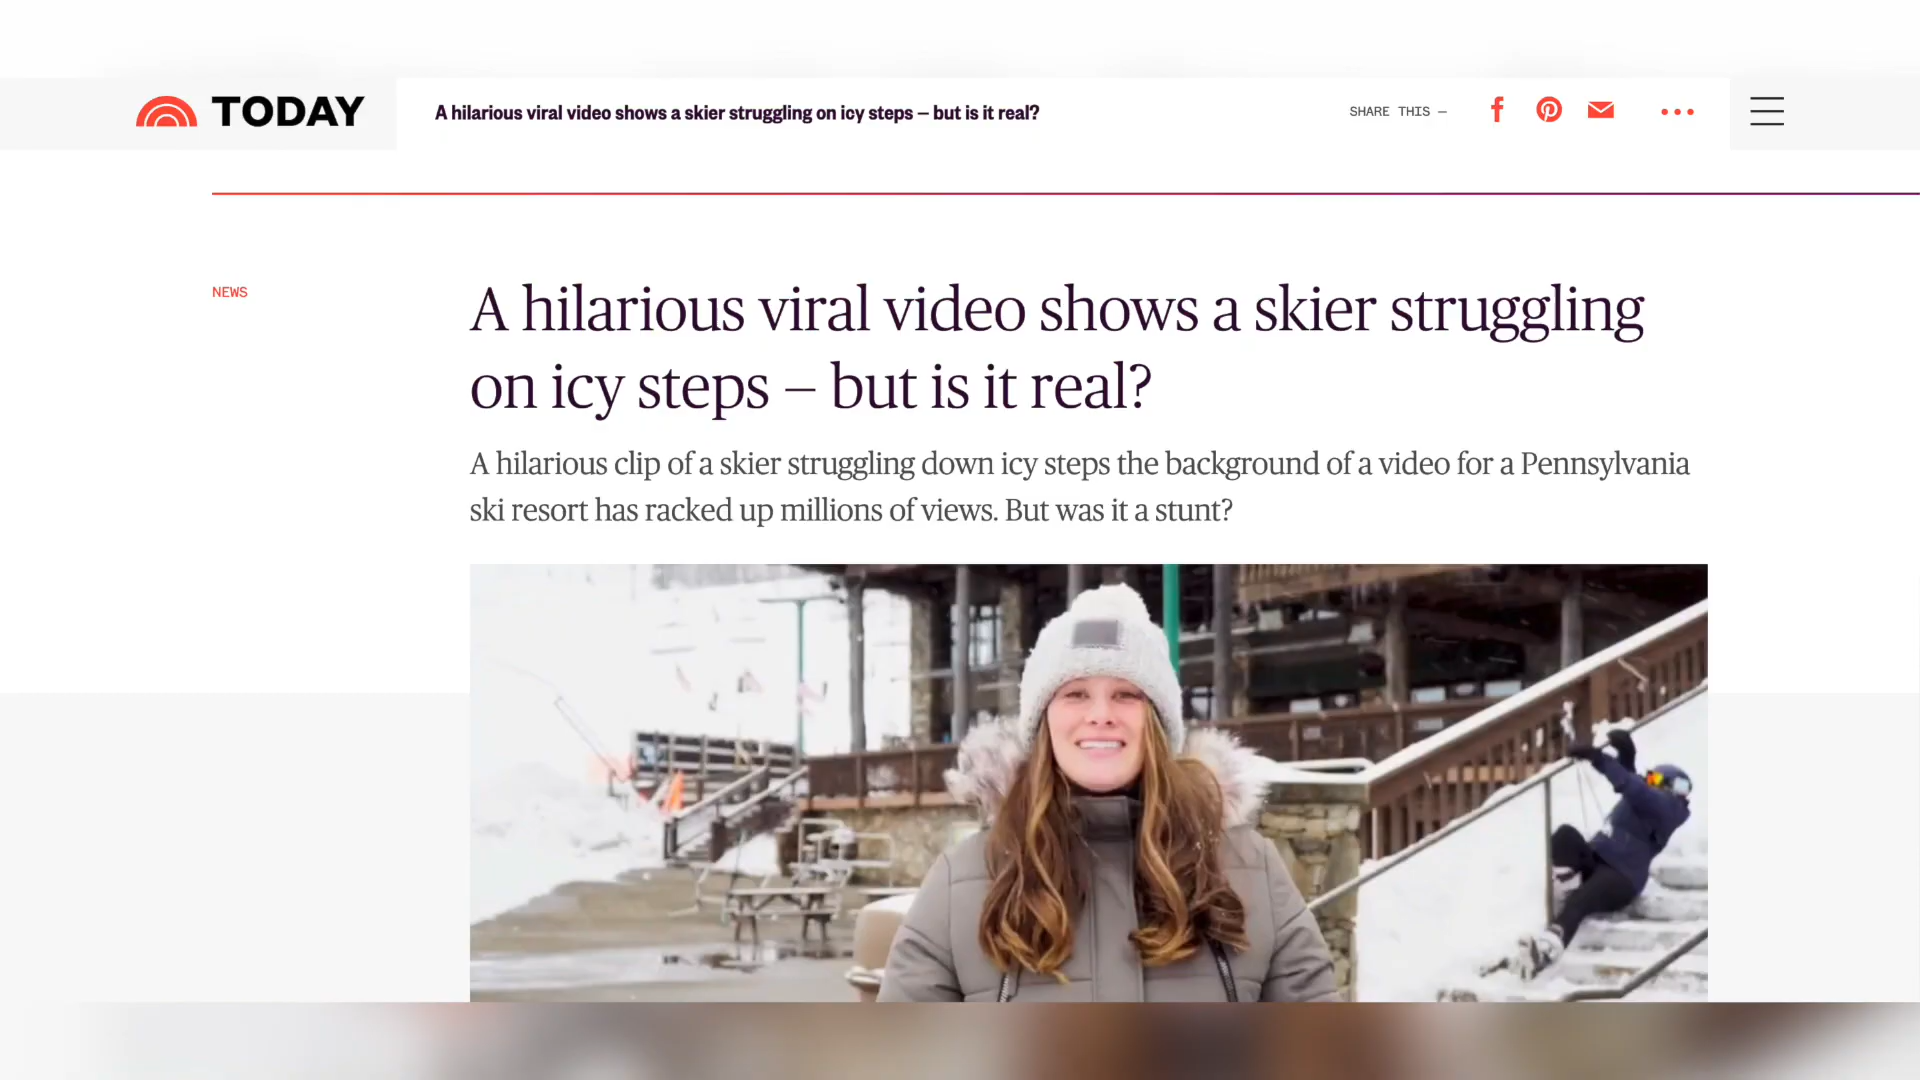 TODAY
A hilarious viral video shows a skier struggling on icy steps — but is it real?
SHARE THIS —
NEWS
A hilarious viral video shows a skier struggling
on icy steps — but is it real?
A hilarious clip of a skier struggling down icy steps the background of a video for a Pennsylvania
ski resort has racked up millions of views. But was it a stunt?